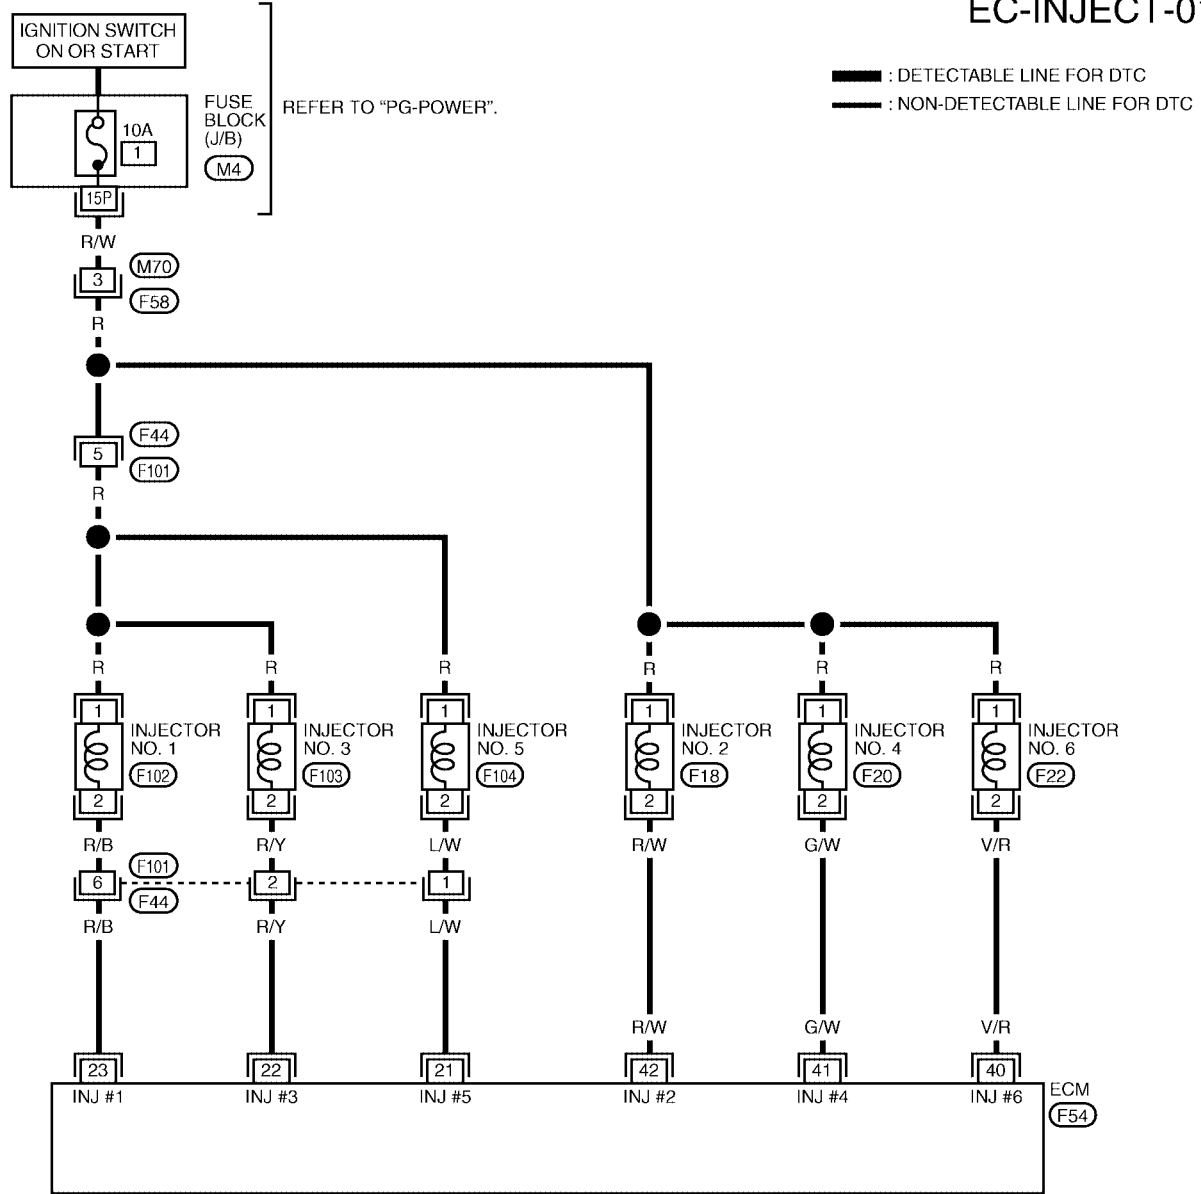 EC-INJECT-01
IGNITION SWITCH
ON OR START
: DETECTABLE LINE FOR DTC
: NON-DETECTABLE LINE FOR DTC
FUSE
BLOCK
(J/B)
REFER TO “PG-POWER”.
10A
1
M4
15P
R/W
M70
3
F58
R
F44
5
F101
R
R R R R R R
1 1 1 1 1 1
INJECTOR
NO. 1
F102
INJECTOR
NO. 3
F103
INJECTOR
NO. 5
F104
INJECTOR
NO. 2
F18
INJECTOR
NO. 4
F20
INJECTOR
NO. 6
F22
2 2 2 2 2 2
R/B R/Y L/W R/W G/W V/R
F101
6 2 1
F44
R/B R/Y L/W
R/W G/W V/R
23 22 21 42 41 40
INJ #1 INJ #3 INJ #5 INJ #2 INJ #4 INJ #6
ECM
F54